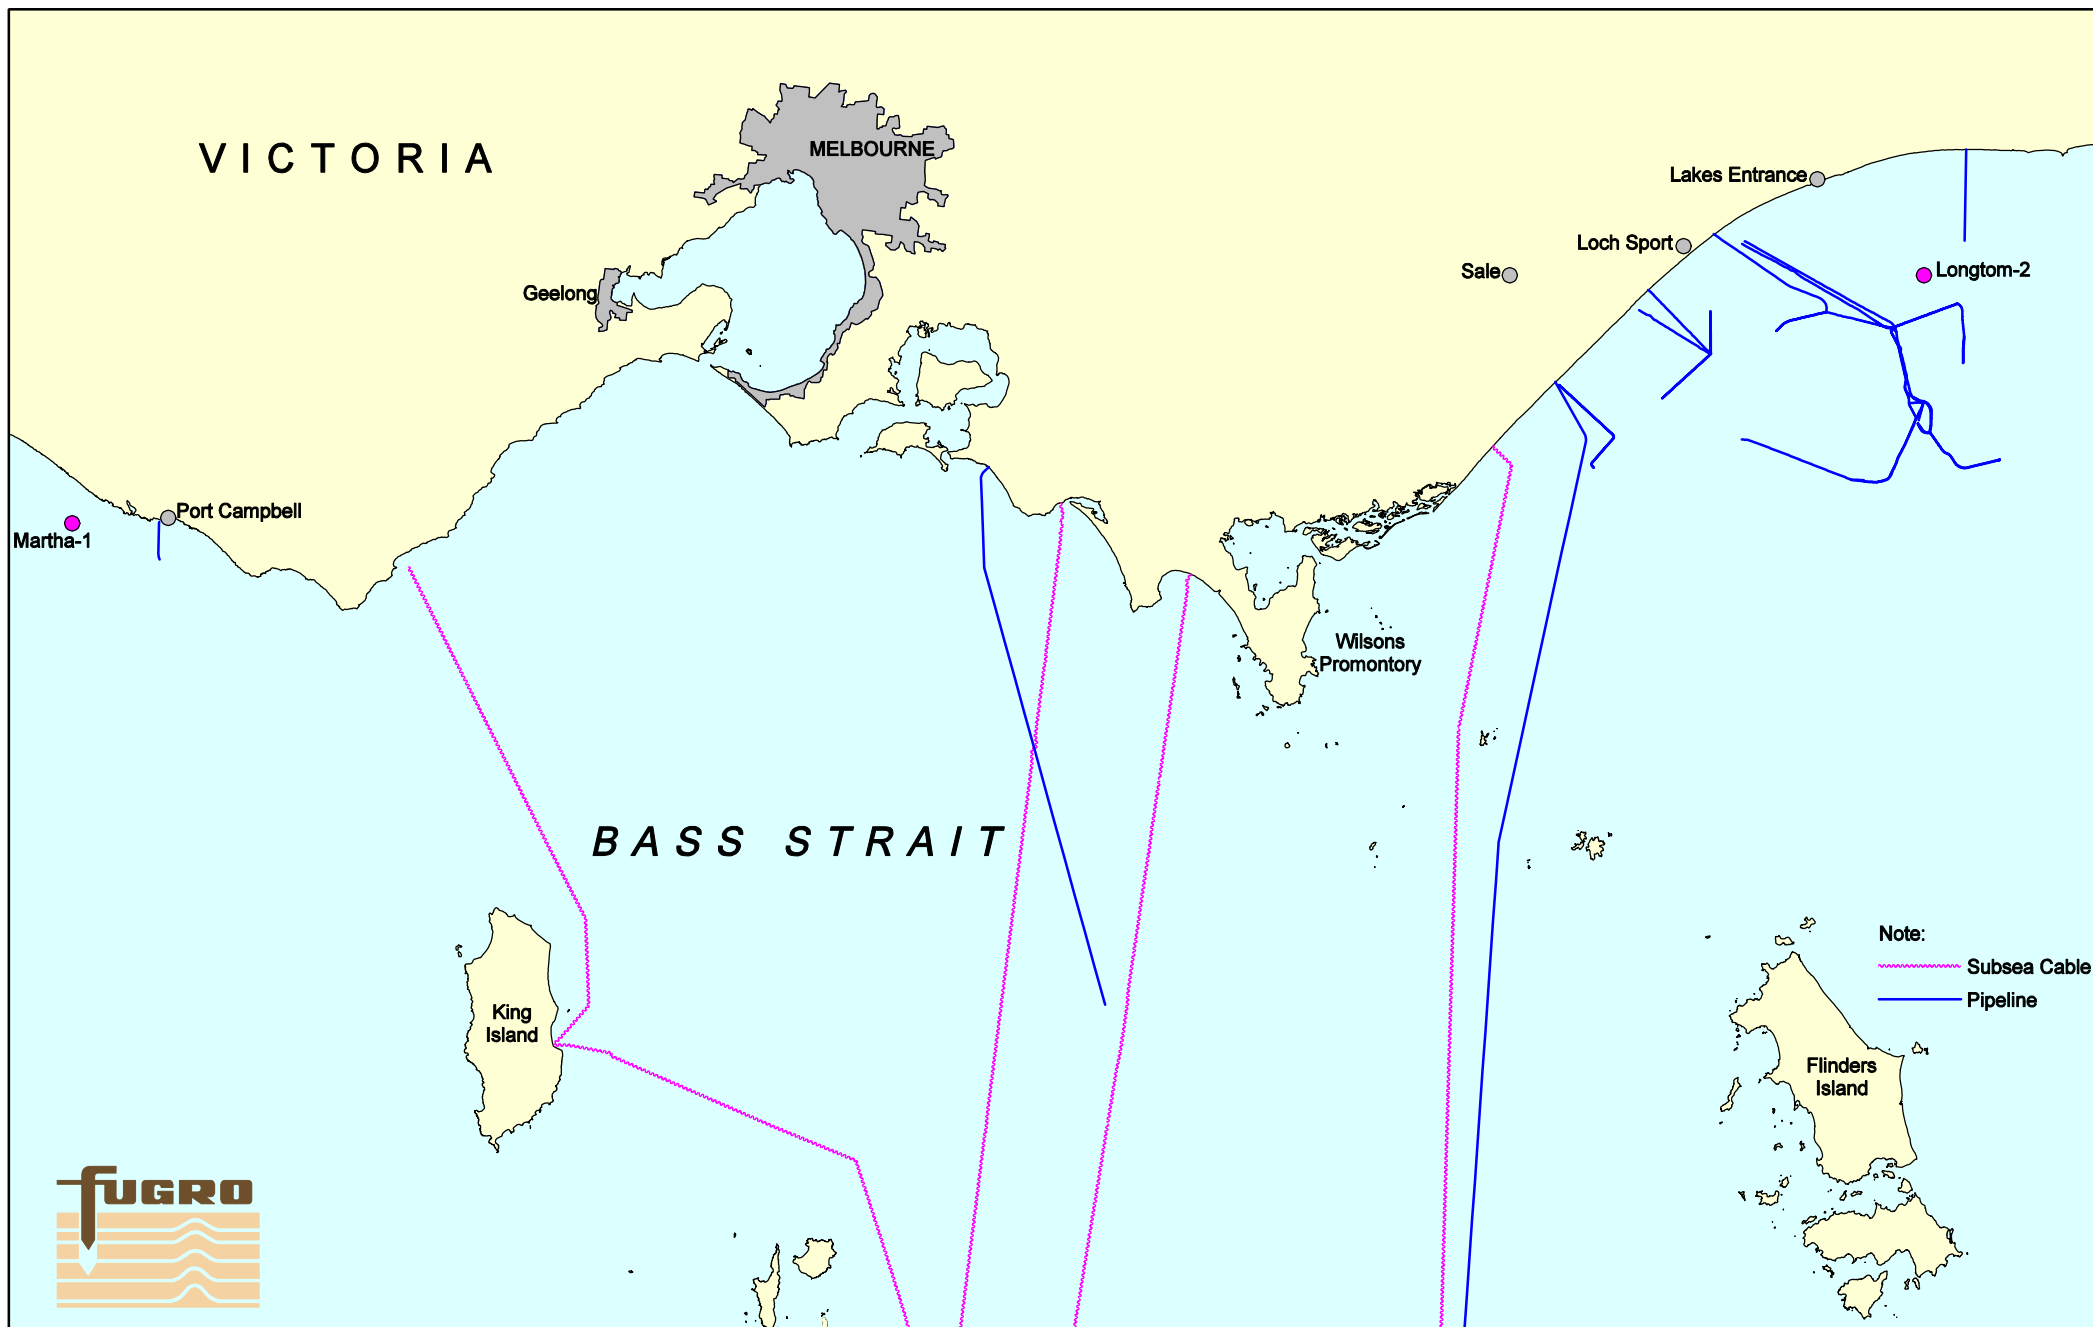 VICTORIA
MELBOURNE
Lakes Entrance
Loch Sport
Sale
Longtom-2
Geelong
Port Campbell
Martha-1
Wilsons
Promontory
BASS STRAIT
Note:
Subsea Cable
Pipeline
King
Island
Flinders
Island
fugro